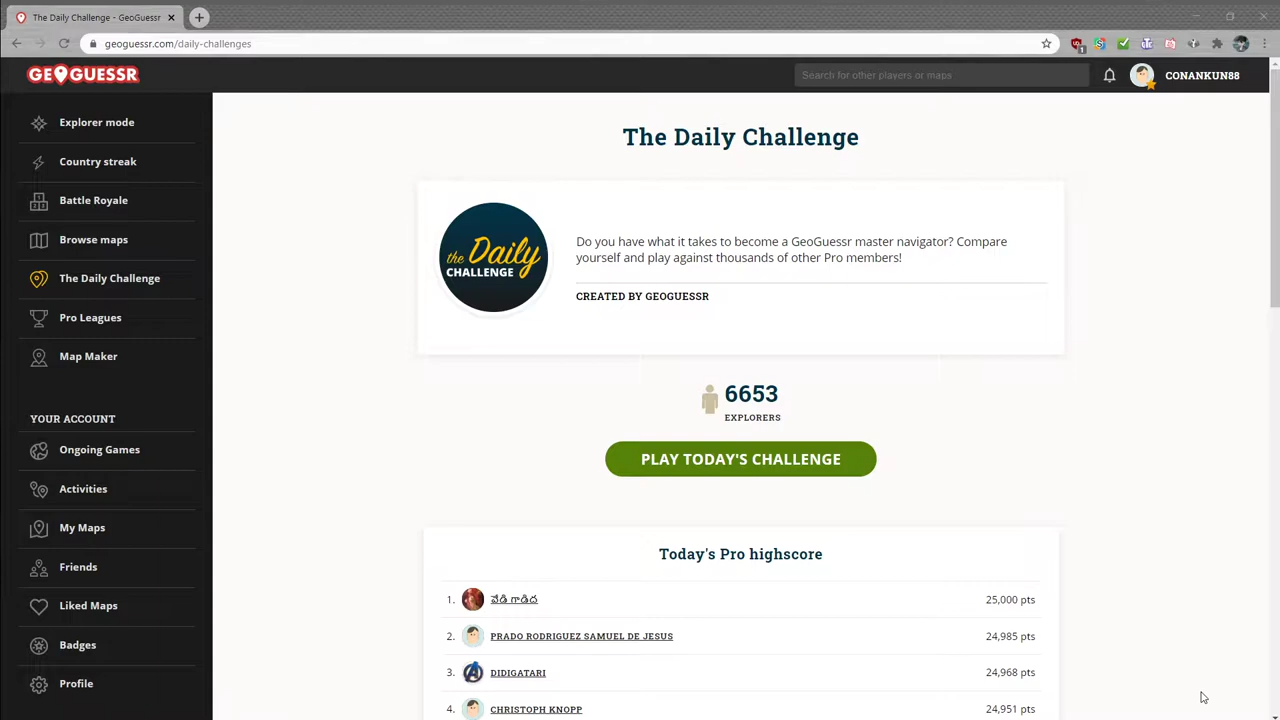 The Daily Challenge - GeoGuessr
geoguessr.com/daily-challenges
GEOGUESSR
Search for other players or maps
CONANKUN88
Explorer mode
Country streak
Battle Royale
Browse maps
The Daily Challenge
Pro Leagues
Map Maker
YOUR ACCOUNT
Ongoing Games
Activities
My Maps
Friends
Liked Maps
Badges
Profile
The Daily Challenge
the Daily
CHALLENGE
Do you have what it takes to become a GeoGuessr master navigator? Compare
yourself and play against thousands of other Pro members!
CREATED BY GEOGUESSR
6653
EXPLORERS
PLAY TODAY'S CHALLENGE
Today's Pro highscore
1. వేడి గాడిద 25,000 pts
2. PRADO RODRIGUEZ SAMUEL DE JESUS 24,985 pts
3. DIDIGATARI 24,968 pts
4. CHRISTOPH KNOPP 24,951 pts